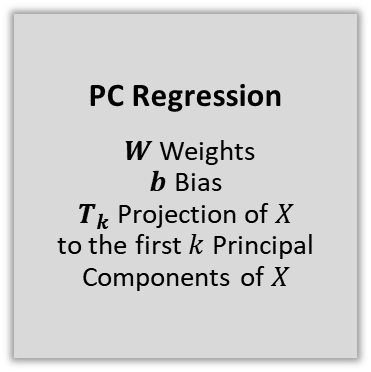 PC Regression
W Weights
b Bias
Tk Projection of X
to the first k Principal
Components of X